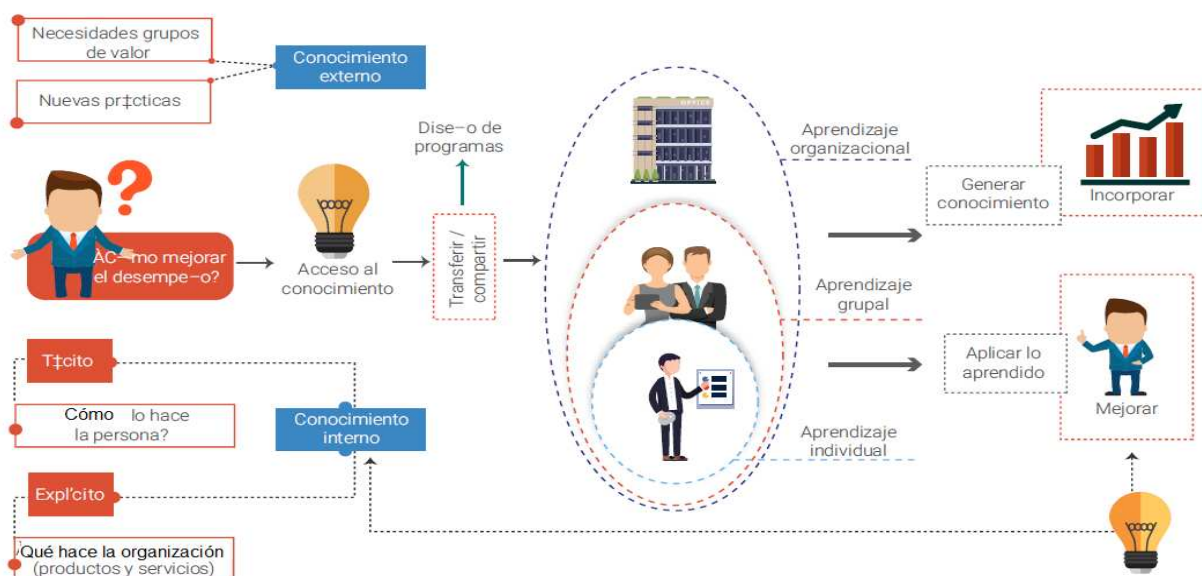 Necesidades grupos
de valor
Conocimiento
externo
Nuevas pr‡cticas
Dise–o de
programas
Aprendizaje
organizacional
Generar
conocimiento
Incorporar
AC–mo mejorar
el desempe–o?
Acceso al
conocimiento
Transferir /
compartir
Aprendizaje
grupal
T‡cito
Aplicar lo
aprendido
Mejorar
Cómo lo hace
la persona?
Conocimiento
interno
Aprendizaje
individual
Expl’cito
Qué hace la organización
(productos y servicios)